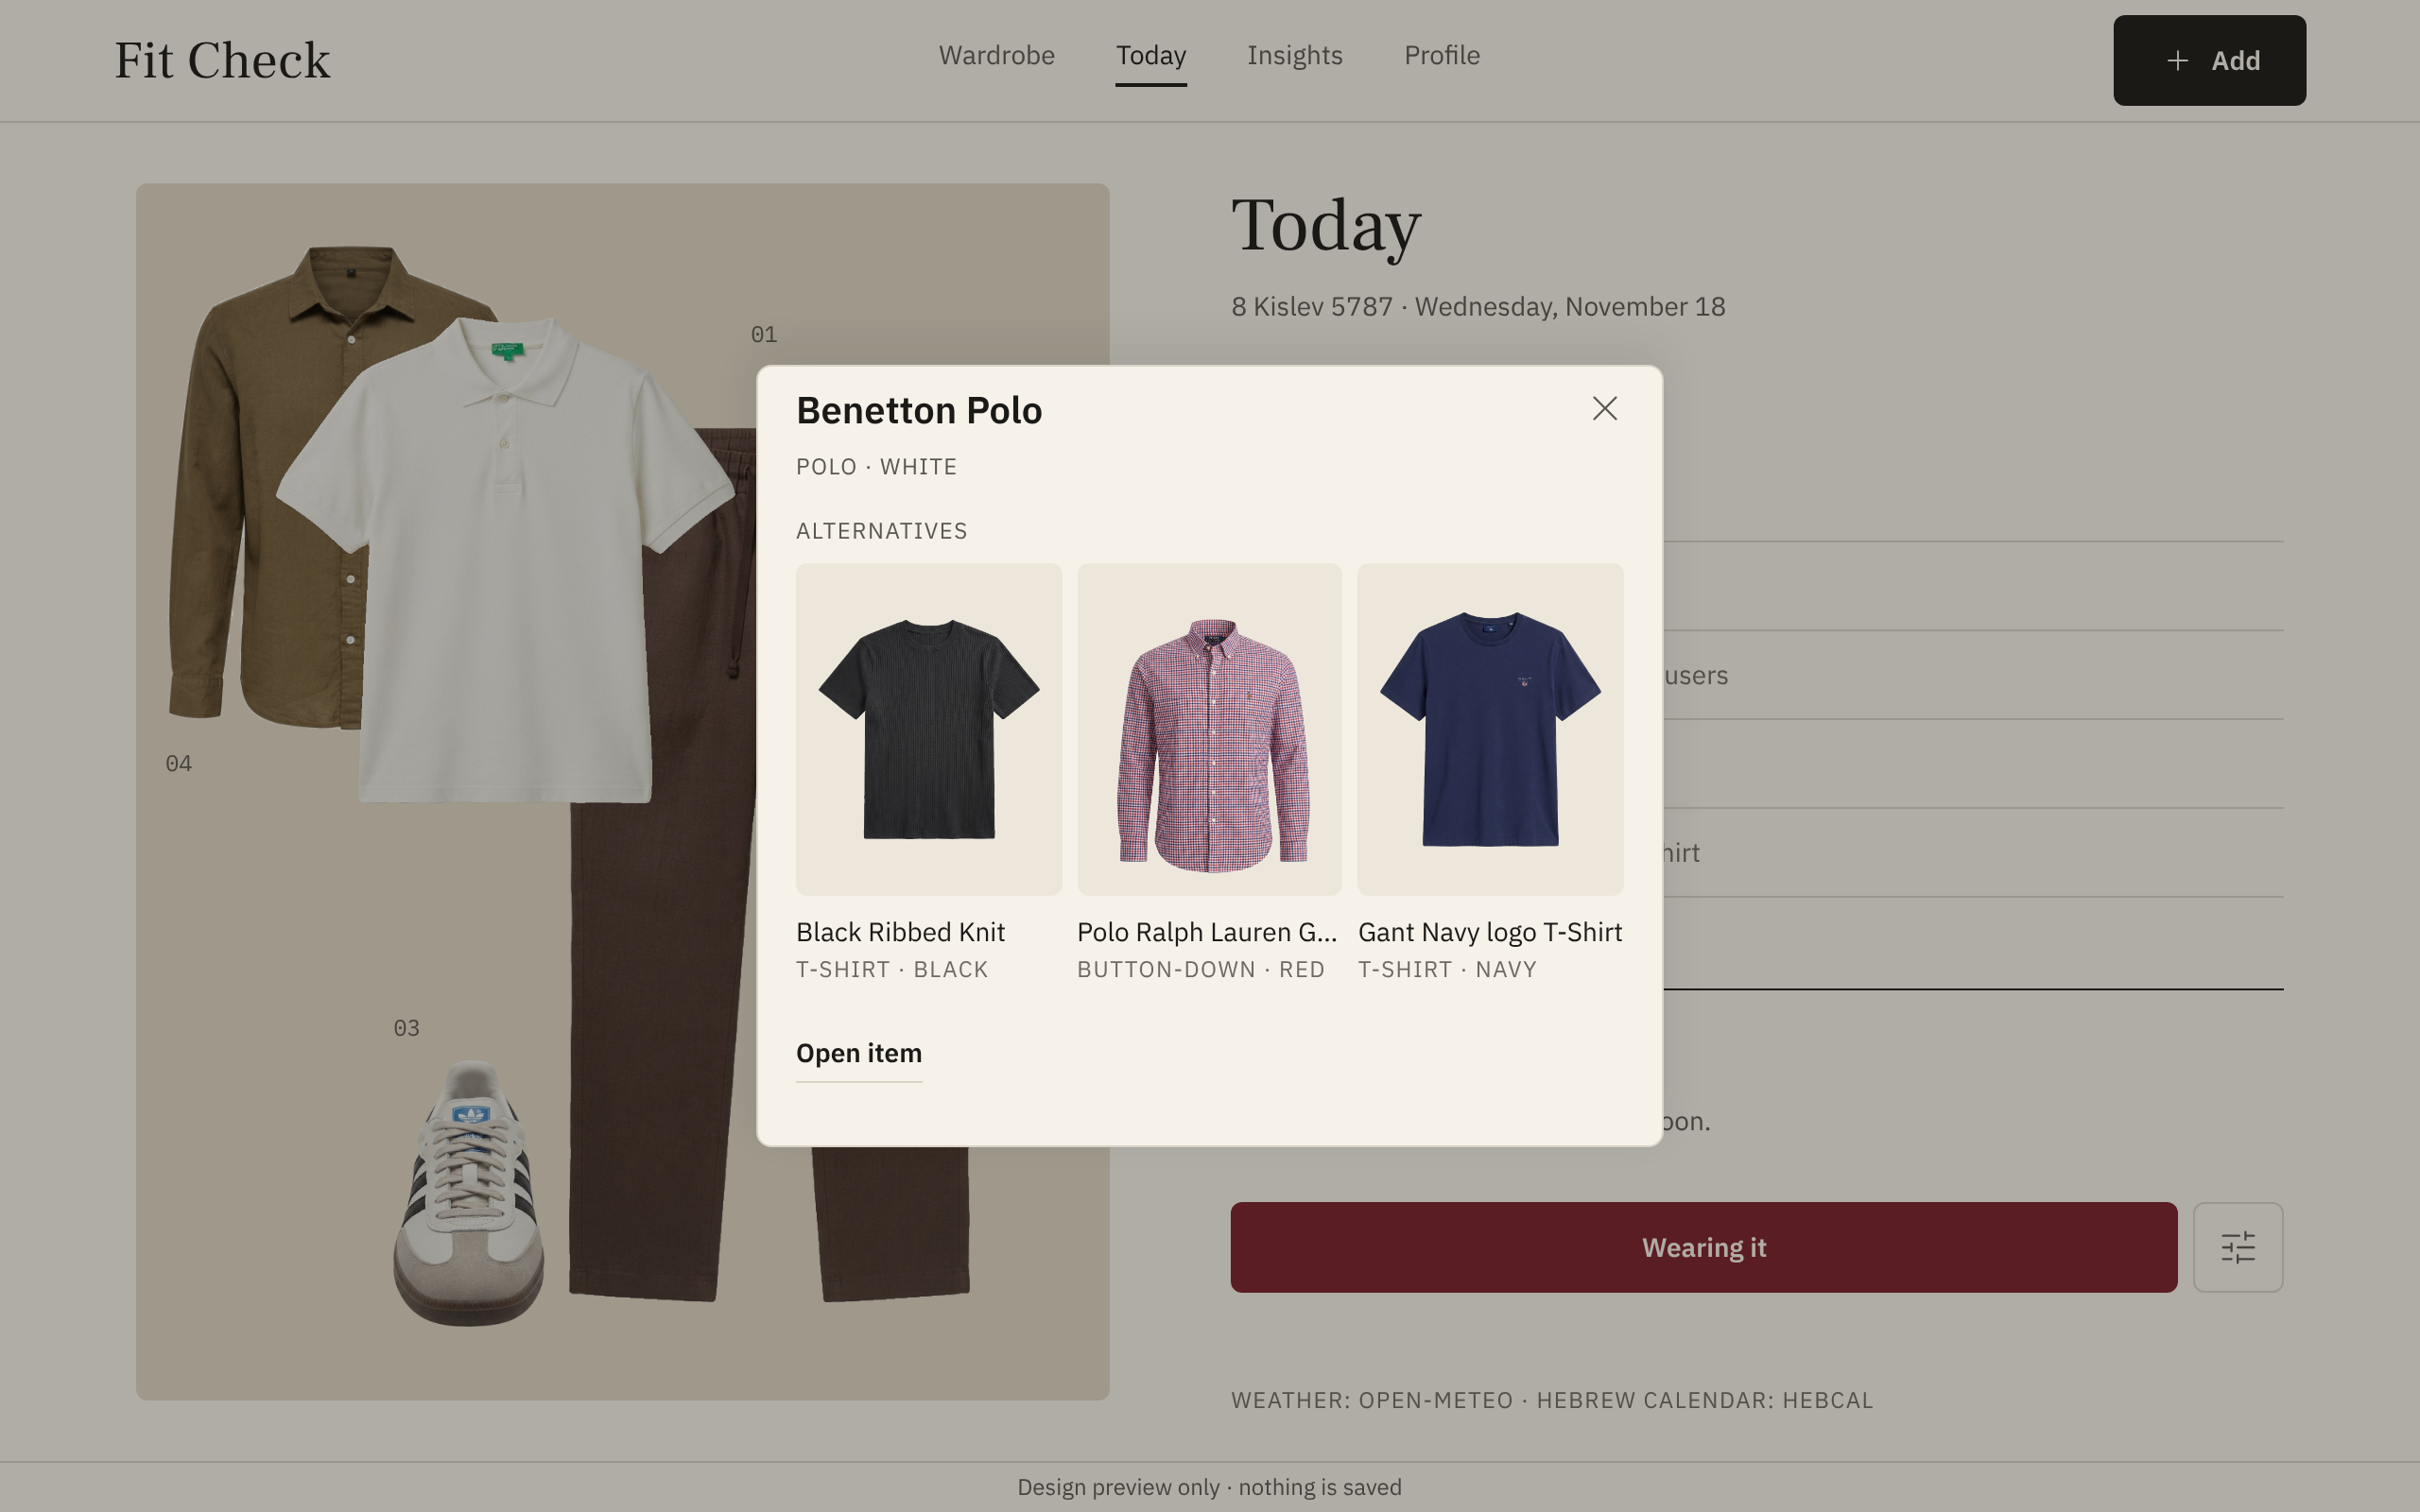 Fit Check
Wardrobe
Today
Insights
Profile
+ Add
Today
8 Kislev 5787 · Wednesday, November 18
01
04
03
Benetton Polo
POLO · WHITE
ALTERNATIVES
Black Ribbed Knit
T-SHIRT · BLACK
Polo Ralph Lauren G...
BUTTON-DOWN · RED
Gant Navy logo T-Shirt
T-SHIRT · NAVY
Open item
users
hirt
oon.
Wearing it
WEATHER: OPEN-METEO · HEBREW CALENDAR: HEBCAL
Design preview only · nothing is saved